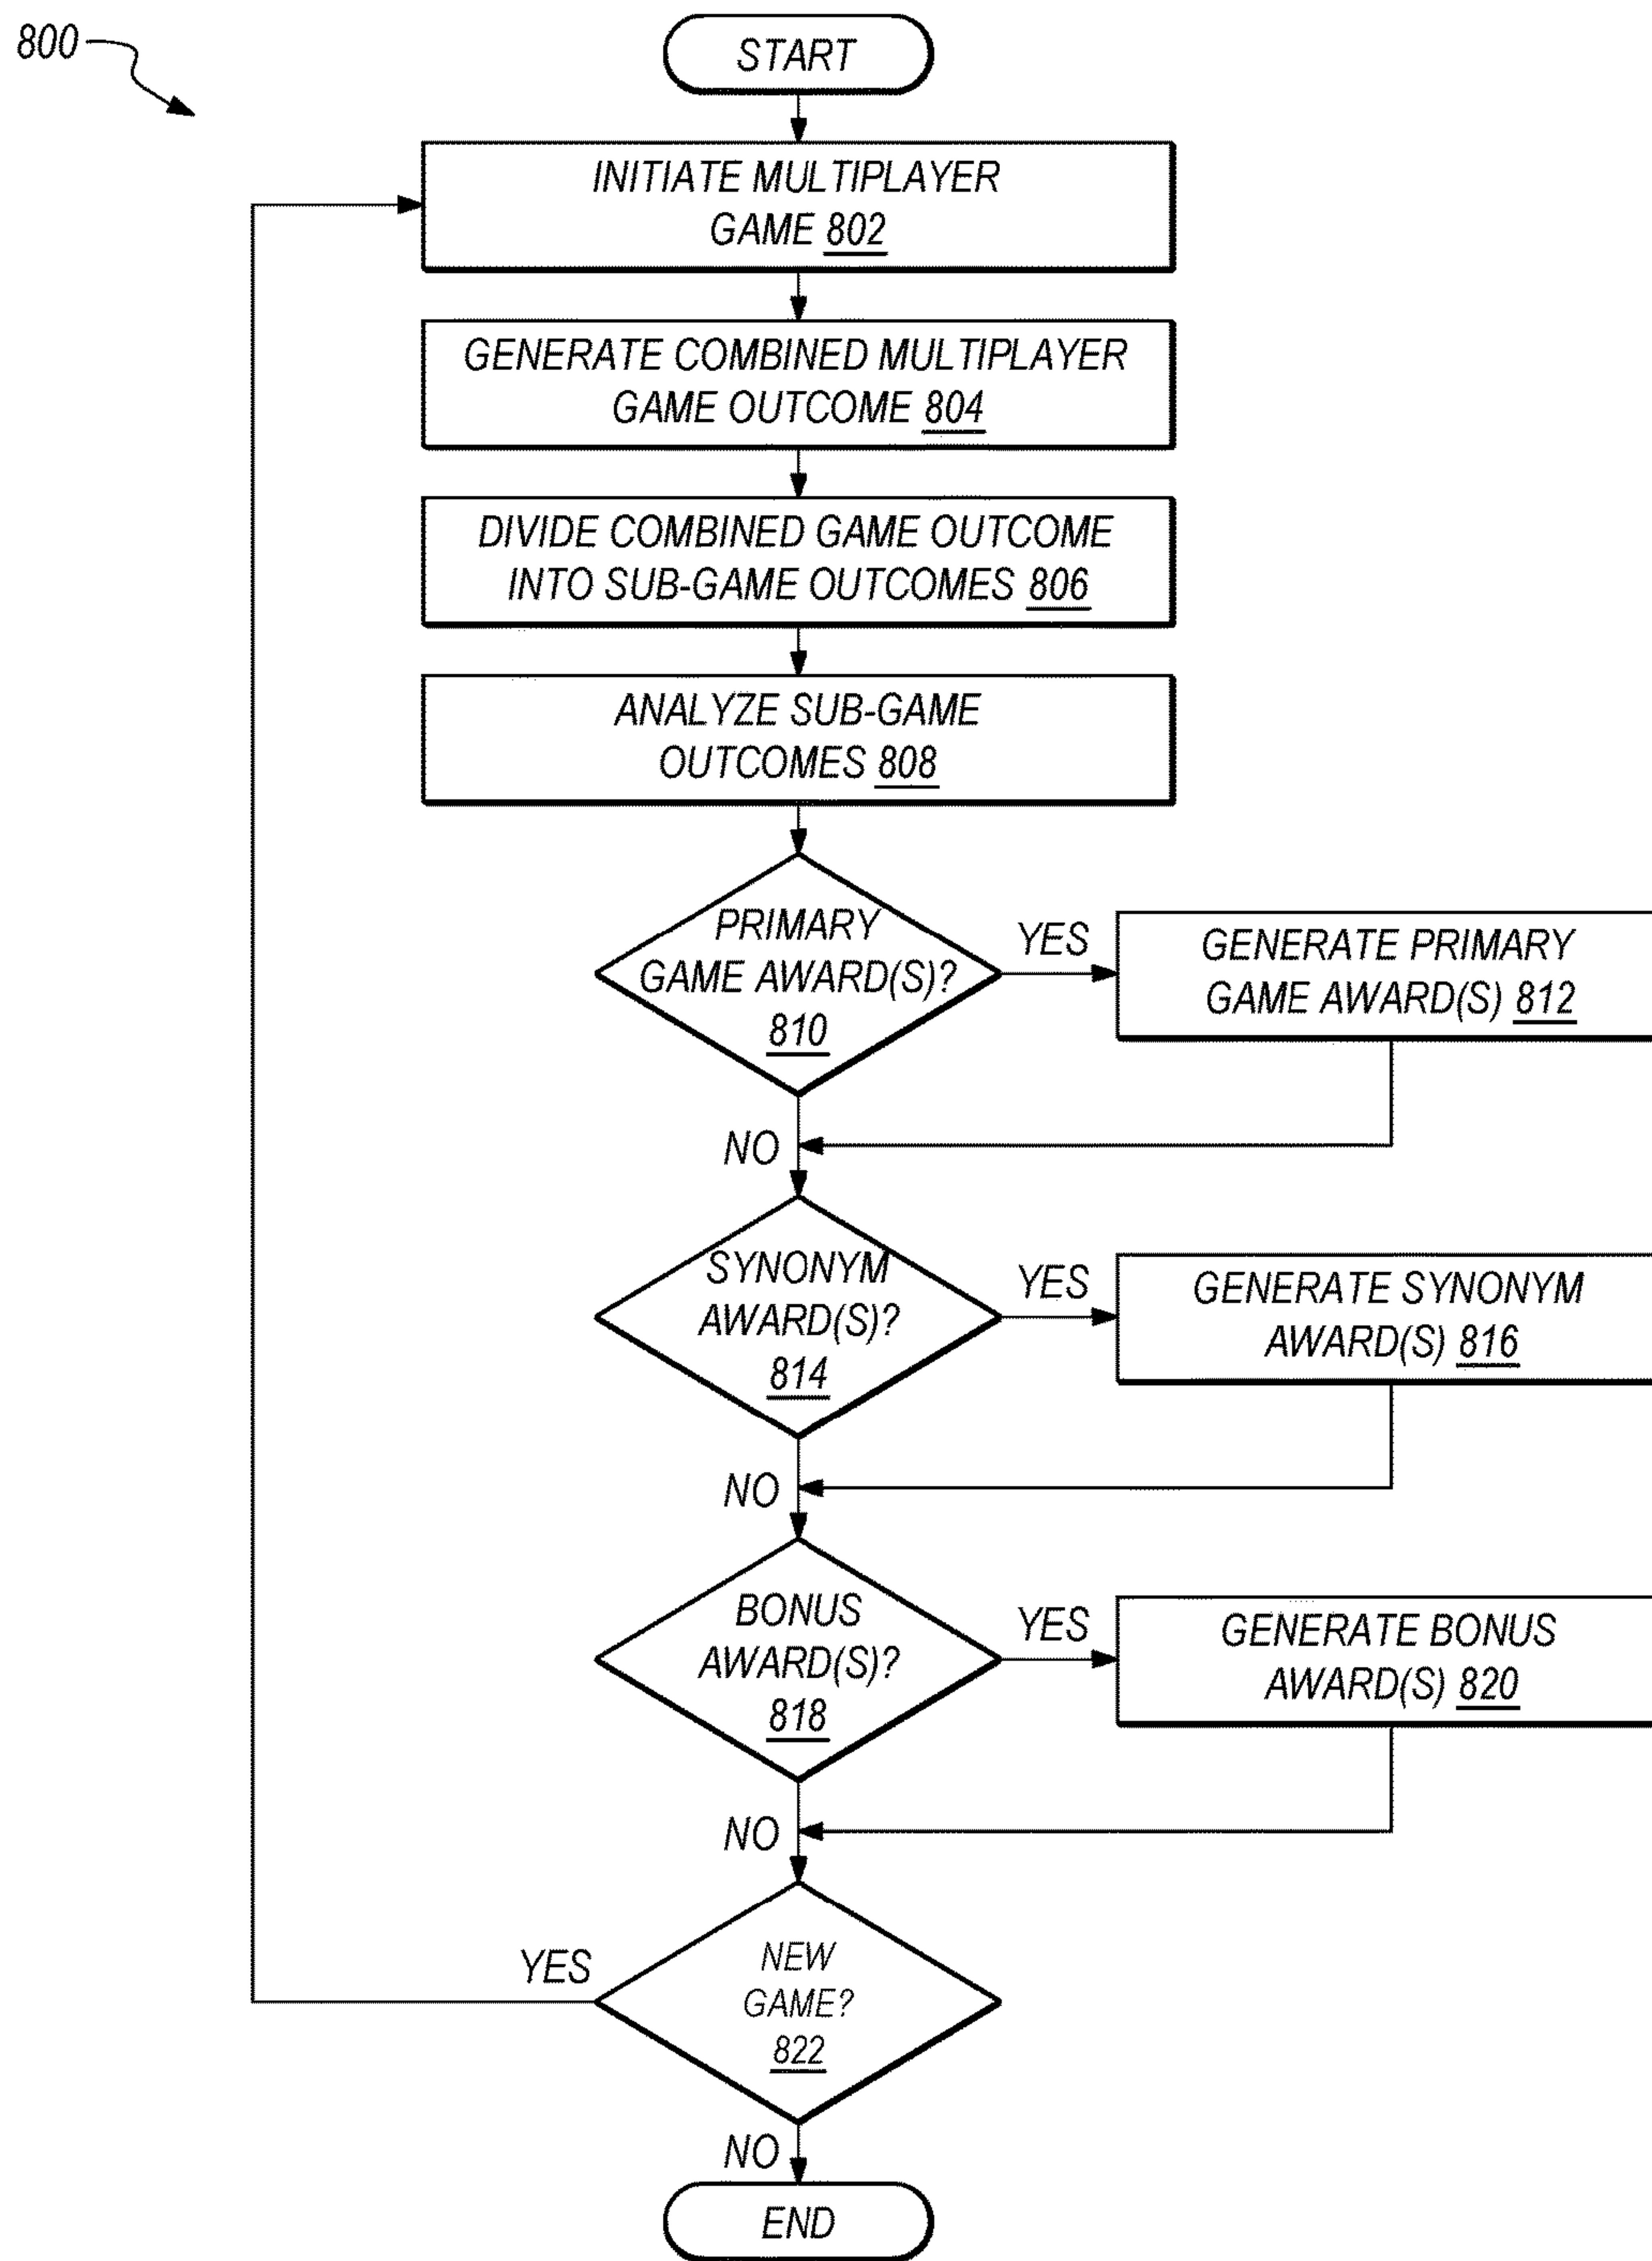 800
START
INITIATE MULTIPLAYER
GAME 802
GENERATE COMBINED MULTIPLAYER
GAME OUTCOME 804
DIVIDE COMBINED GAME OUTCOME
INTO SUB-GAME OUTCOMES 806
ANALYZE SUB-GAME
OUTCOMES 808
PRIMARY
GAME AWARD(S)?
810
YES
GENERATE PRIMARY
GAME AWARD(S) 812
NO
SYNONYM
AWARD(S)?
814
YES
GENERATE SYNONYM
AWARD(S) 816
NO
BONUS
AWARD(S)?
818
YES
GENERATE BONUS
AWARD(S) 820
NO
YES
NEW
GAME?
822
NO
END